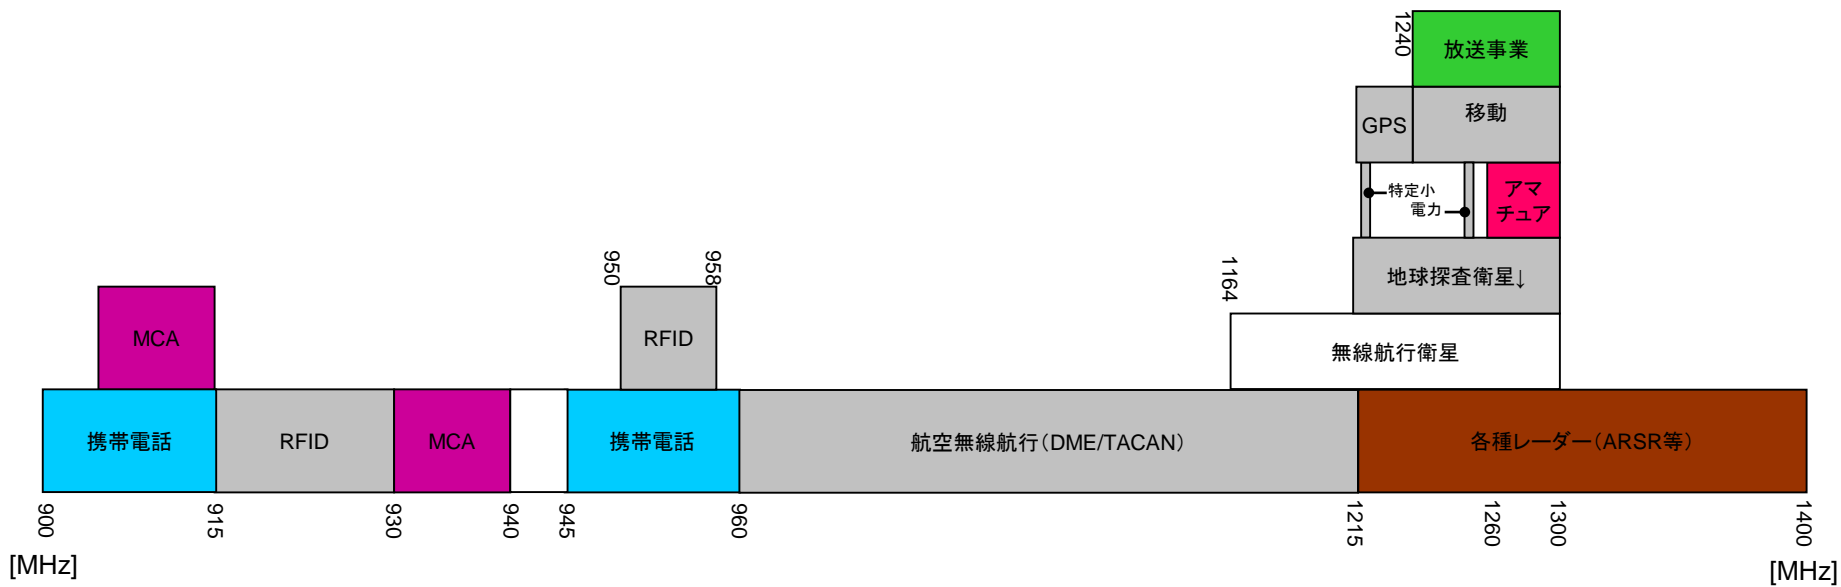 1240
放送事業
GPS
移動
特定小
電力
アマ
チュア
950
958
1164
地球探査衛星↓
MCA
RFID
無線航行衛星
携帯電話
RFID
MCA
携帯電話
航空無線航行(DME/TACAN)
各種レーダー(ARSR等)
900
915
930
940
945
960
1215
1260
1300
1400
[MHz]
[MHz]